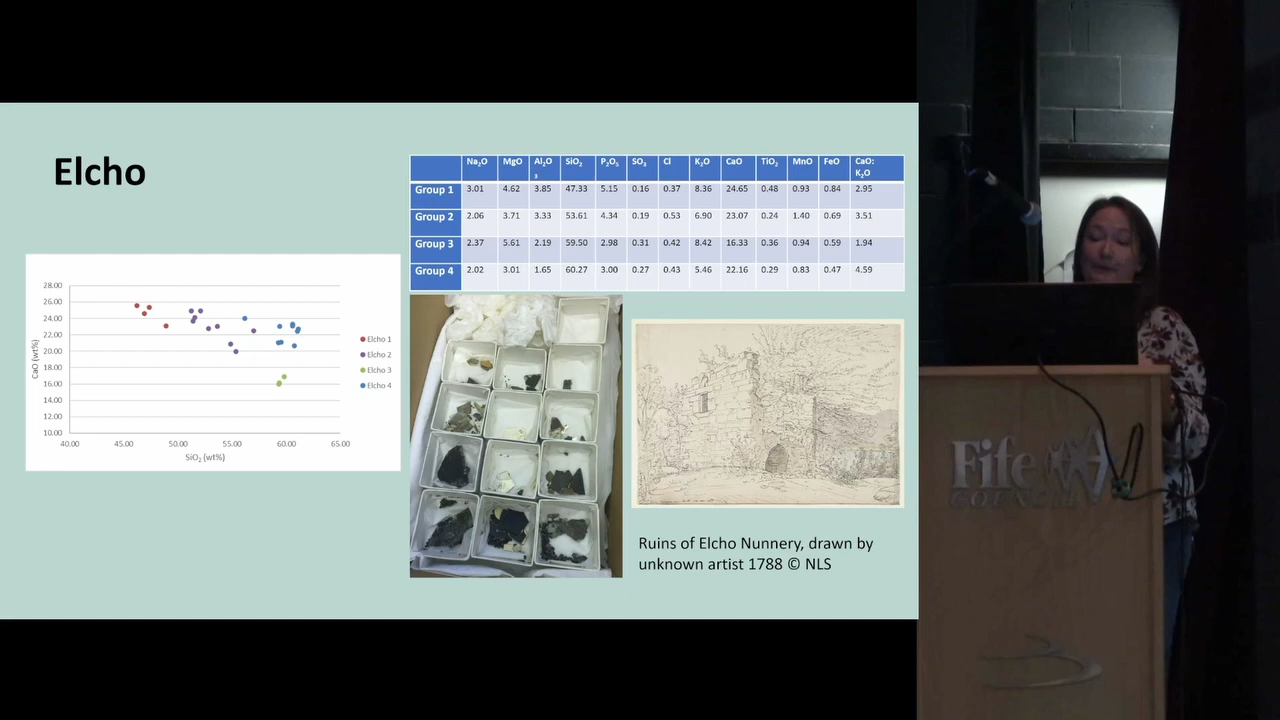 Elcho
Na₂O MgO Al₂O₃ SiO₂ P₂O₅ SO₃ Cl K₂O CaO TiO₂ MnO FeO CaO: K₂O
Group 1 3.01 4.62 3.85 47.33 5.15 0.16 0.37 8.36 24.65 0.48 0.93 0.84 2.95
Group 2 2.06 3.71 3.33 53.61 4.34 0.19 0.53 6.90 23.07 0.24 1.40 0.69 3.51
Group 3 2.37 5.61 2.19 59.50 2.98 0.31 0.42 8.42 16.33 0.36 0.94 0.59 1.94
Group 4 2.02 3.01 1.65 60.27 3.00 0.27 0.43 5.46 22.16 0.29 0.83 0.47 4.59
CaO (wt%)
28.00
26.00
24.00
22.00
20.00
18.00
16.00
14.00
12.00
10.00
40.00 45.00 50.00 55.00 60.00 65.00
SiO₂ (wt%)
Elcho 1
Elcho 2
Elcho 3
Elcho 4
Ruins of Elcho Nunnery, drawn by
unknown artist 1788 © NLS
Fife
COUNCIL